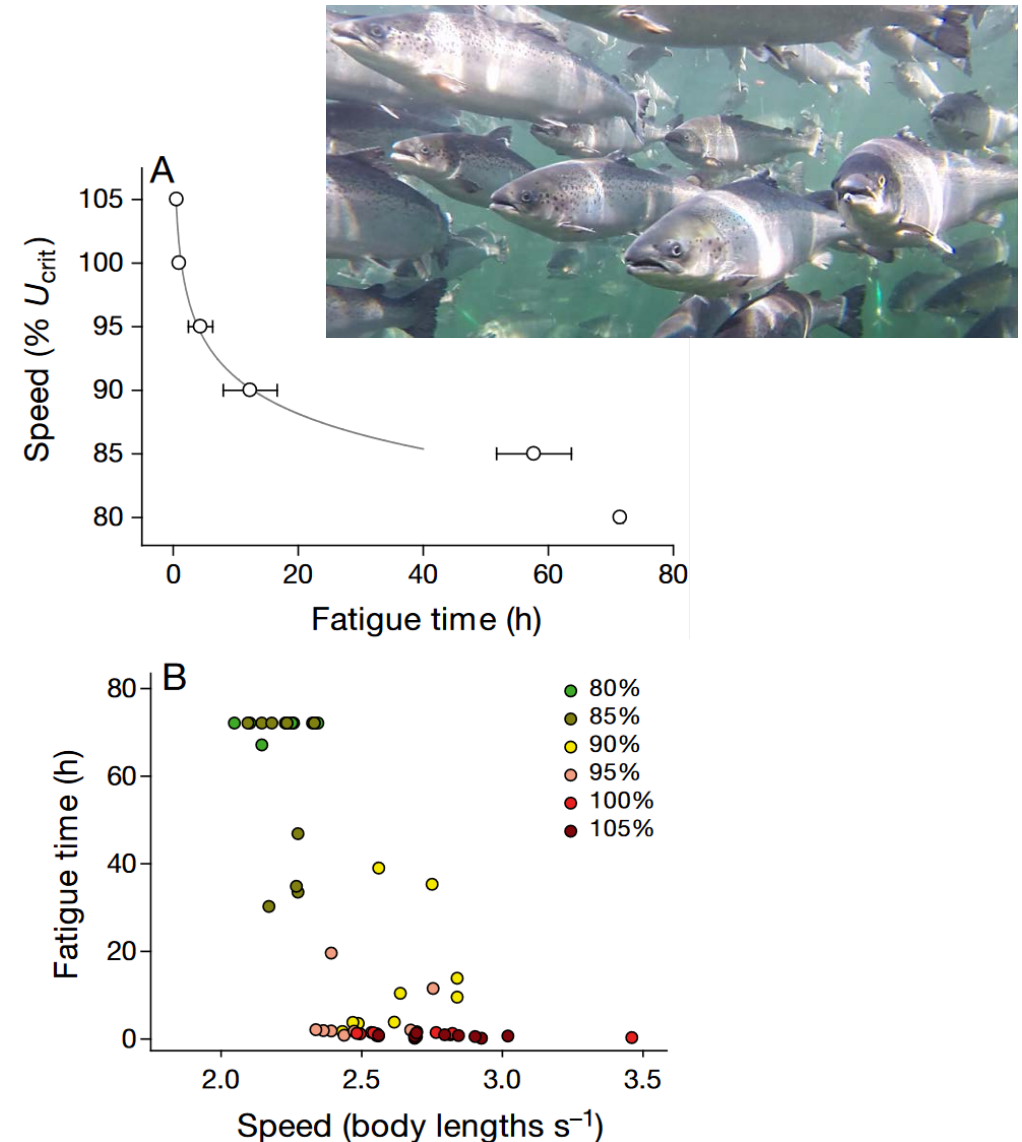 A
105
100
95
90
85
80
Speed (% Ucrit)
0 20 40 60 80
Fatigue time (h)
B
80
60
40
20
0
Fatigue time (h)
80%
85%
90%
95%
100%
105%
2.0 2.5 3.0 3.5
Speed (body lengths s⁻¹)